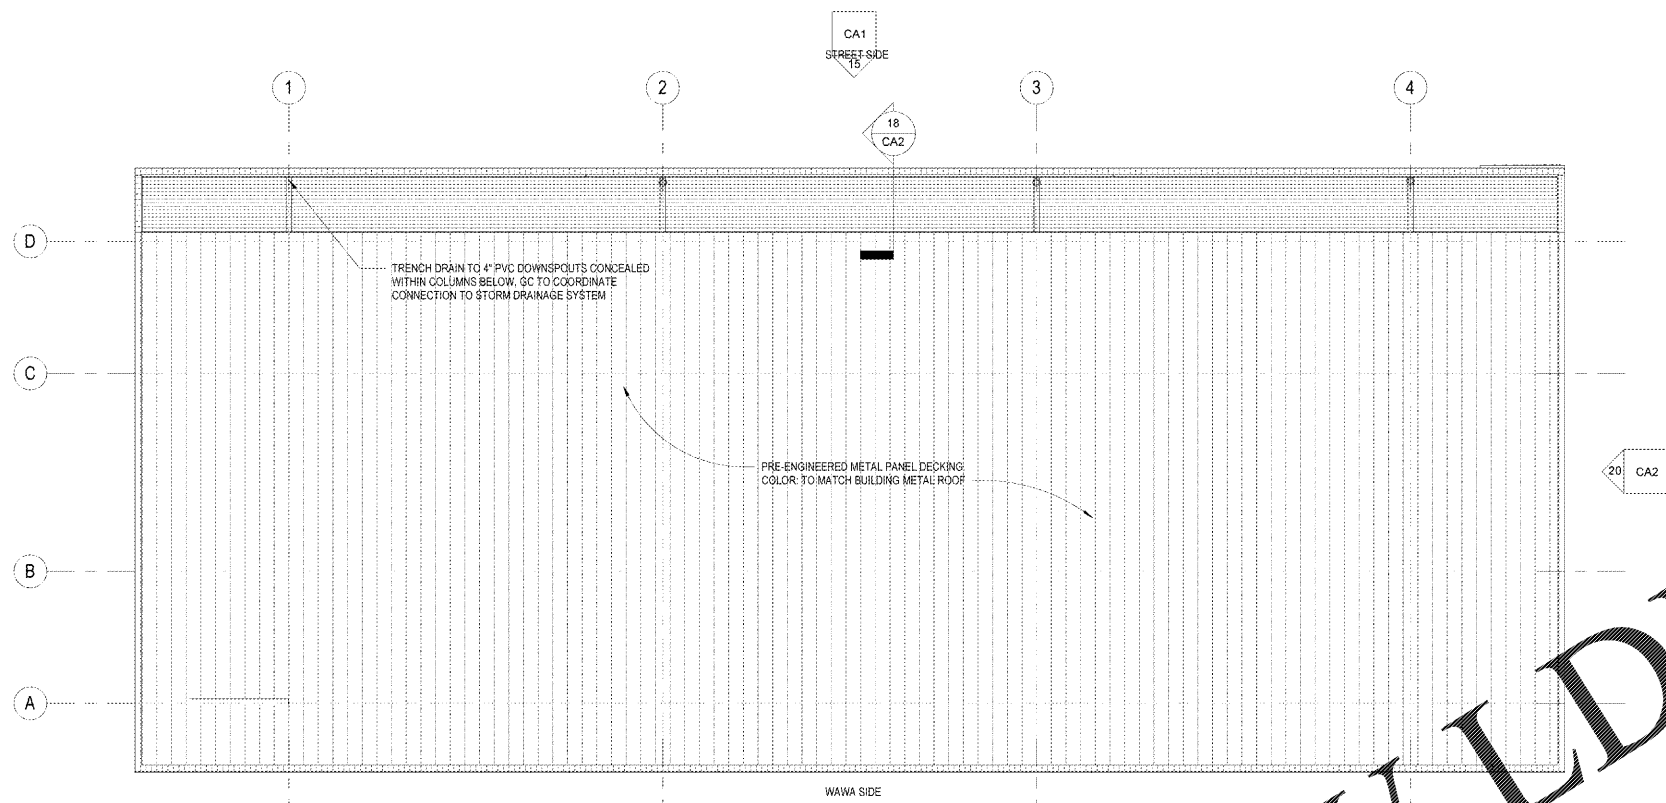 CA1
STREET SIDE
15
1
2
3
4
18
CA2
D
TRENCH DRAIN TO 4" PVC DOWNSPOUTS CONCEALED
WITHIN COLUMNS BELOW, GC TO COORDINATE
CONNECTION TO STORM DRAINAGE SYSTEM
C
PRE-ENGINEERED METAL PANEL DECKING
COLOR: TO MATCH BUILDING METAL ROOF
20 CA2
B
A
WAWA SIDE
LD